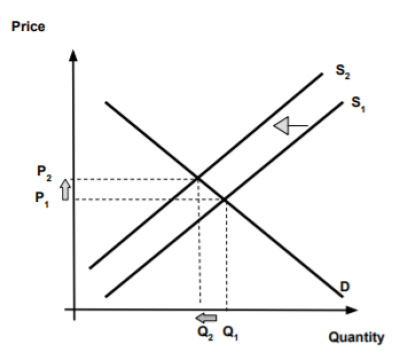 Price
S₂
S₁
P₂
P₁
D
Q₂ Q₁
Quantity